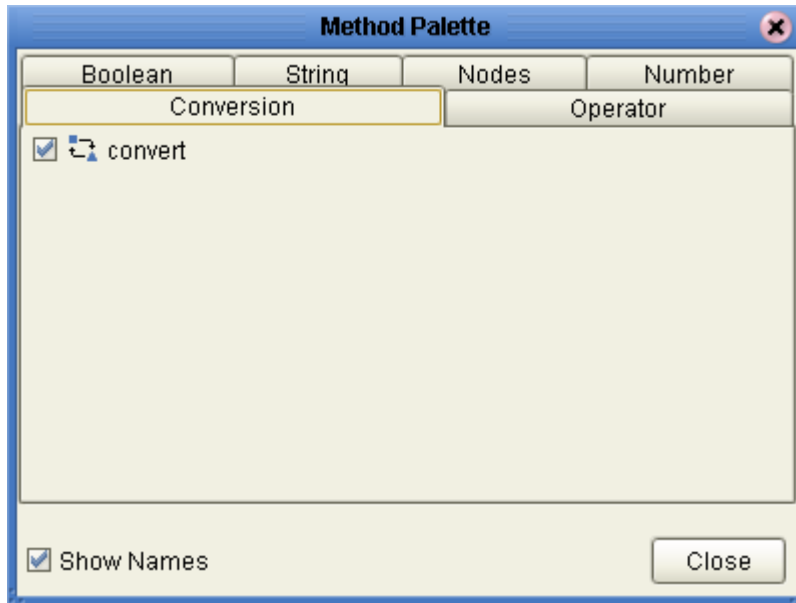 Method Palette
Boolean String Nodes Number
Conversion Operator
convert
Show Names Close